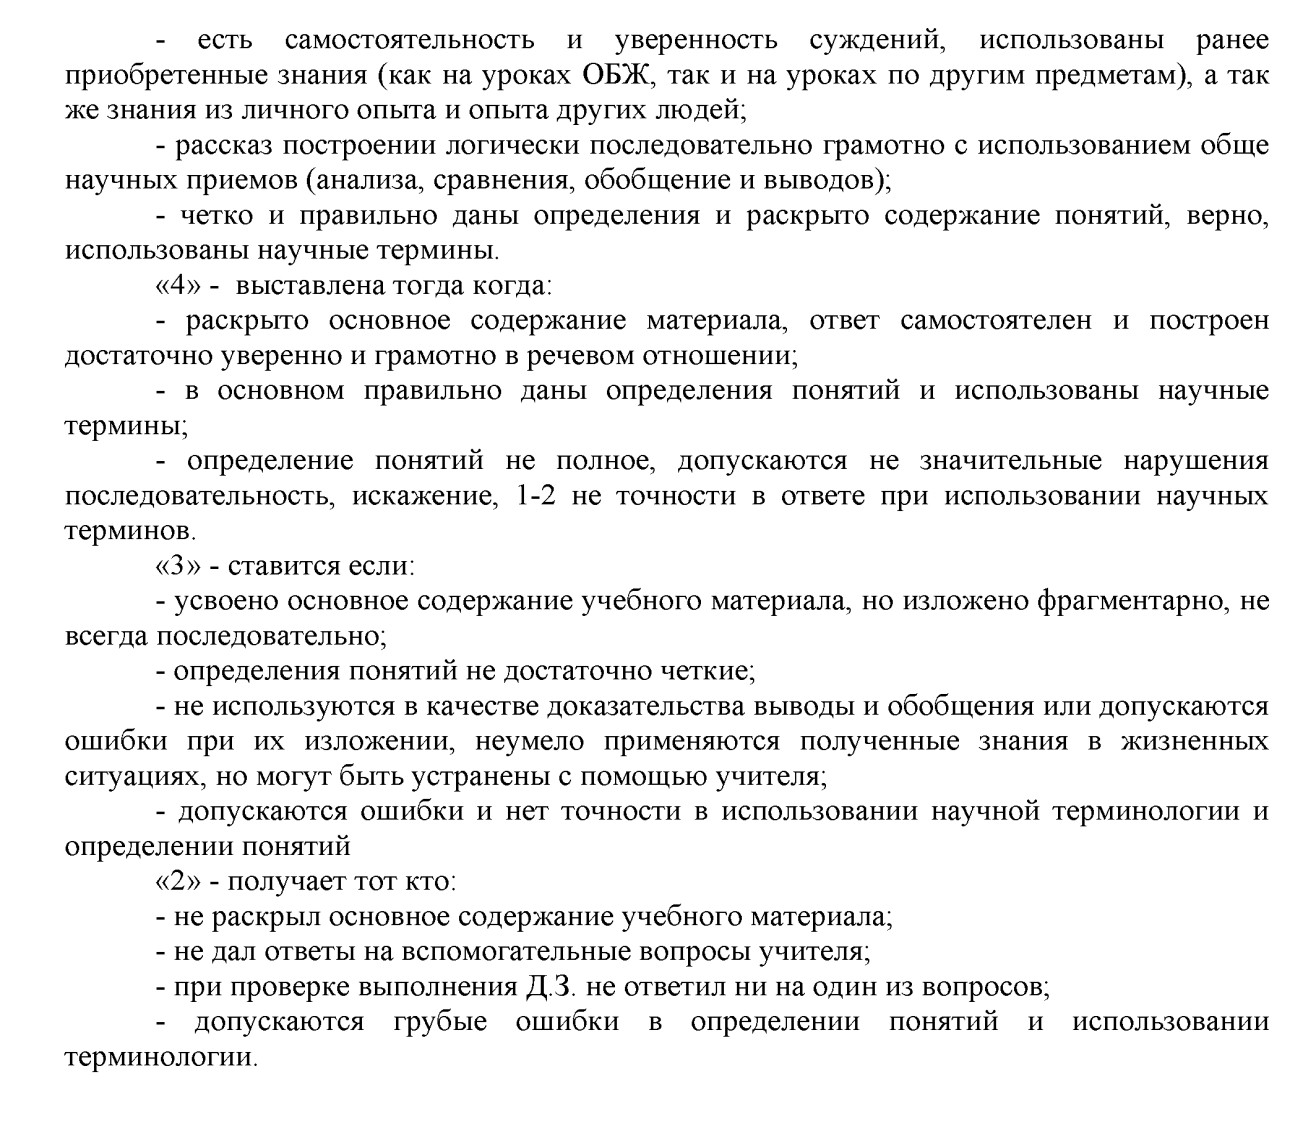 - есть самостоятельность и уверенность суждений, использованы ранее
приобретенные знания (как на уроках ОБЖ, так и на уроках по другим предметам), а так
же знания из личного опыта и опыта других людей;
- рассказ построении логически последовательно грамотно с использованием обще
научных приемов (анализа, сравнения, обобщение и выводов);
- четко и правильно даны определения и раскрыто содержание понятий, верно,
использованы научные термины.
«4» - выставлена тогда когда:
- раскрыто основное содержание материала, ответ самостоятелен и построен
достаточно уверенно и грамотно в речевом отношении;
- в основном правильно даны определения понятий и использованы научные
термины;
- определение понятий не полное, допускаются не значительные нарушения
последовательность, искажение, 1-2 не точности в ответе при использовании научных
терминов.
«3» - ставится если:
- усвоено основное содержание учебного материала, но изложено фрагментарно, не
всегда последовательно;
- определения понятий не достаточно четкие;
- не используются в качестве доказательства выводы и обобщения или допускаются
ошибки при их изложении, неумело применяются полученные знания в жизненных
ситуациях, но могут быть устранены с помощью учителя;
- допускаются ошибки и нет точности в использовании научной терминологии и
определении понятий
«2» - получает тот кто:
- не раскрыл основное содержание учебного материала;
- не дал ответы на вспомогательные вопросы учителя;
- при проверке выполнения Д.З. не ответил ни на один из вопросов;
- допускаются грубые ошибки в определении понятий и использовании
терминологии.